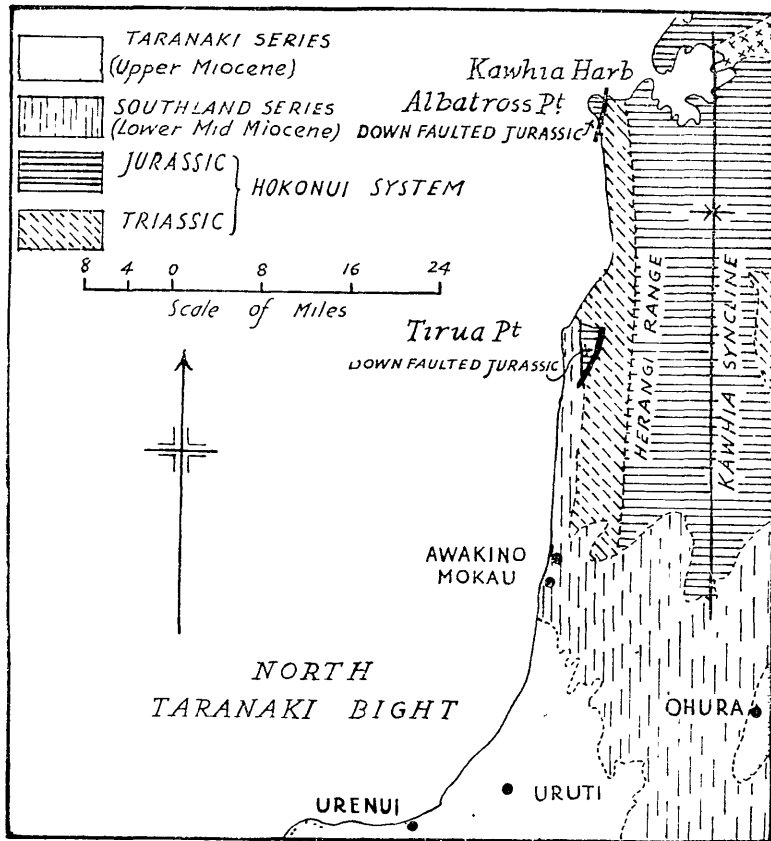 TARANAKI SERIES
(Upper Miocene)
SOUTHLAND SERIES
(Lower Mid Miocene)
JURASSIC
HOKONUI SYSTEM
TRIASSIC
8 4 0 8 16 24
Scale of Miles
Kawhia Harb
Albatross Pt
DOWN FAULTED JURASSIC
Tirua Pt
DOWN FAULTED JURASSIC
HERANGI RANGE
KAWHIA SYNCLINE
AWAKINO
MOKAU
NORTH
TARANAKI BIGHT
OHURA
URUTI
URENUI